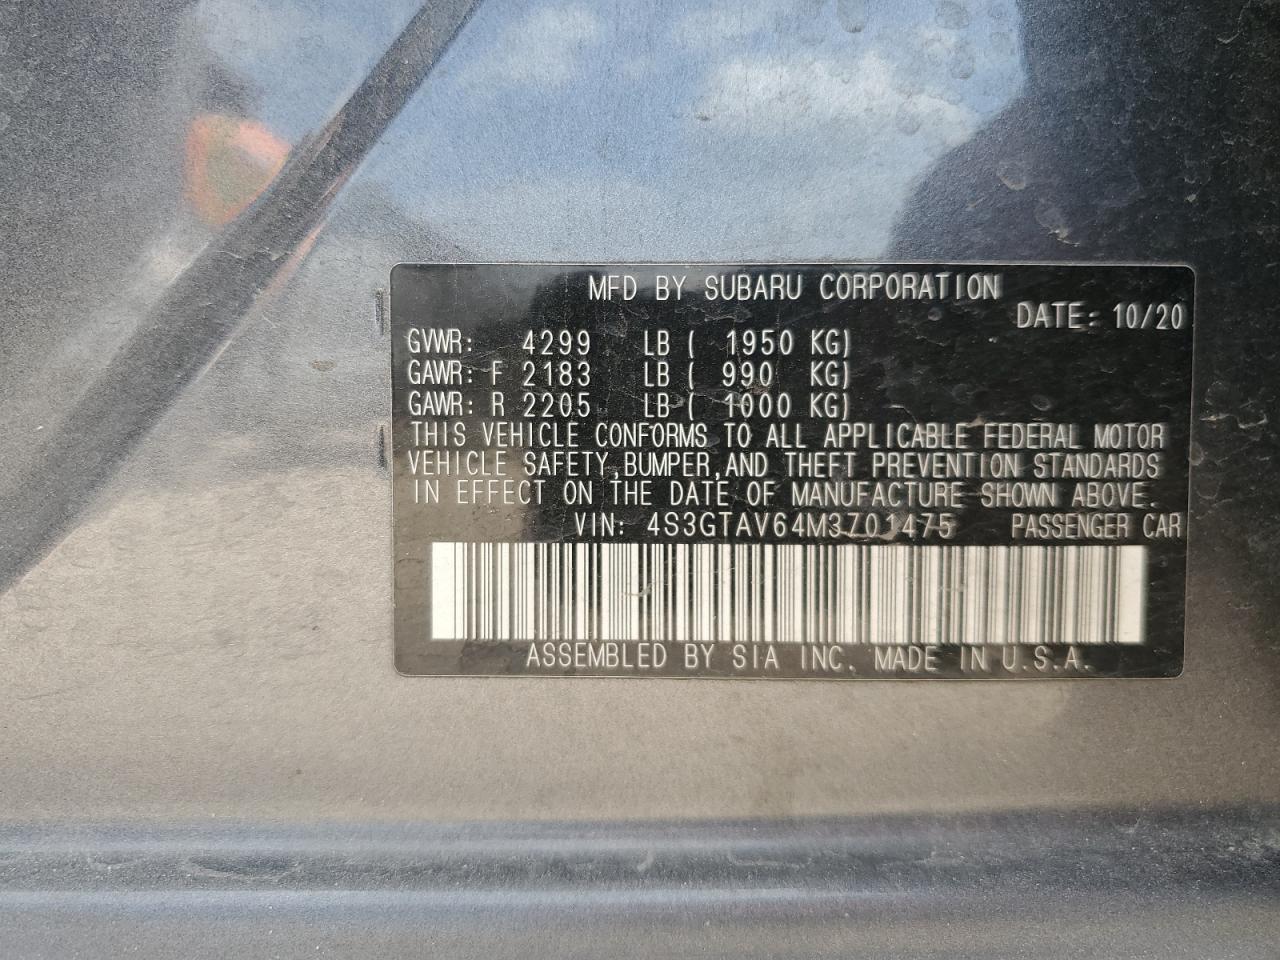 MFD BY SUBARU CORPORATION
DATE: 10/20
GVWR: 4299 LB ( 1950 KG)
GAWR: F 2183 LB ( 990 KG)
GAWR: R 2205 LB ( 1000 KG)
THIS VEHICLE CONFORMS TO ALL APPLICABLE FEDERAL MOTOR
VEHICLE SAFETY,BUMPER,AND THEFT PREVENTION STANDARDS
IN EFFECT ON THE DATE OF MANUFACTURE SHOWN ABOVE.
VIN: 4S3GTAV64M3701475 PASSENGER CAR
ASSEMBLED BY SIA INC. MADE IN U.S.A.